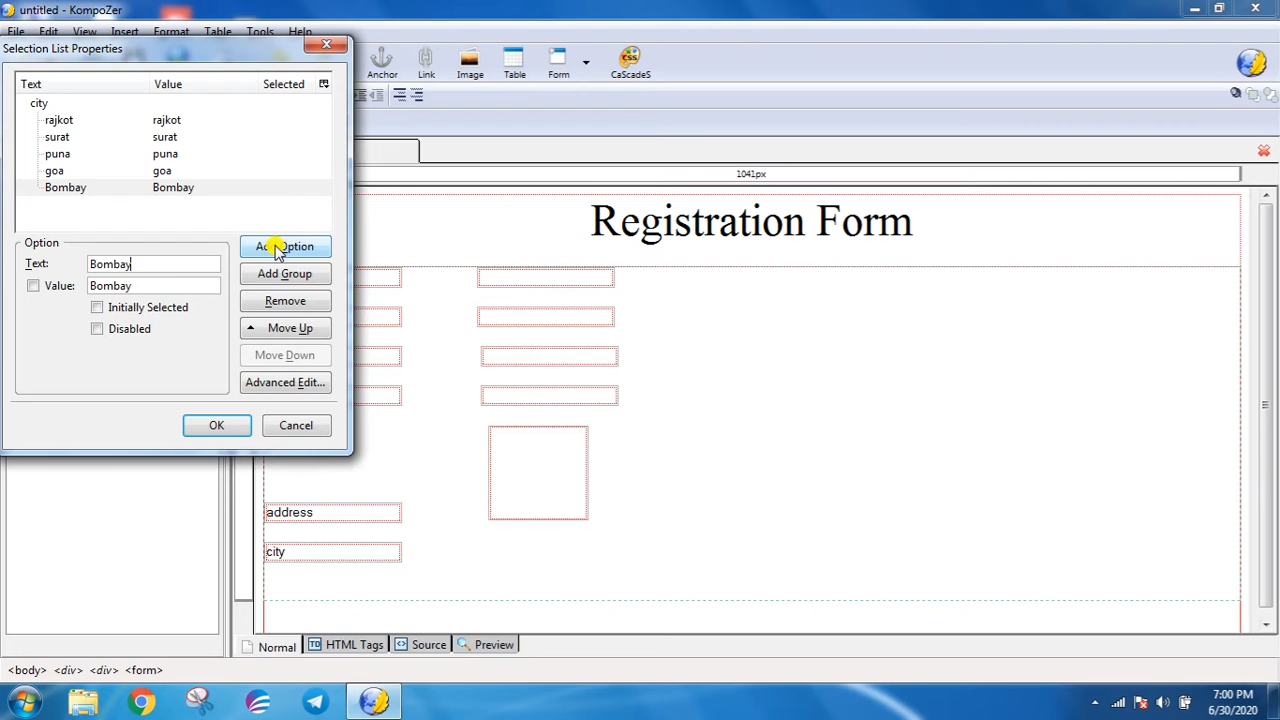 untitled - KompoZer
File Edit View Insert Format Table Tools Help
Selection List Properties
Anchor Link Image Table Form CaScadeS
Text Value Selected
city
rajkot rajkot
surat surat
puna puna
goa goa
Bombay Bombay
1041px
Registration Form
Option
Text: Bombay
Value: Bombay
Initially Selected
Disabled
Add Option
Add Group
Remove
Move Up
Move Down
Advanced Edit...
OK Cancel
address
city
Normal HTML Tags Source Preview
<body> <div> <div> <form>
7:00 PM
6/30/2020